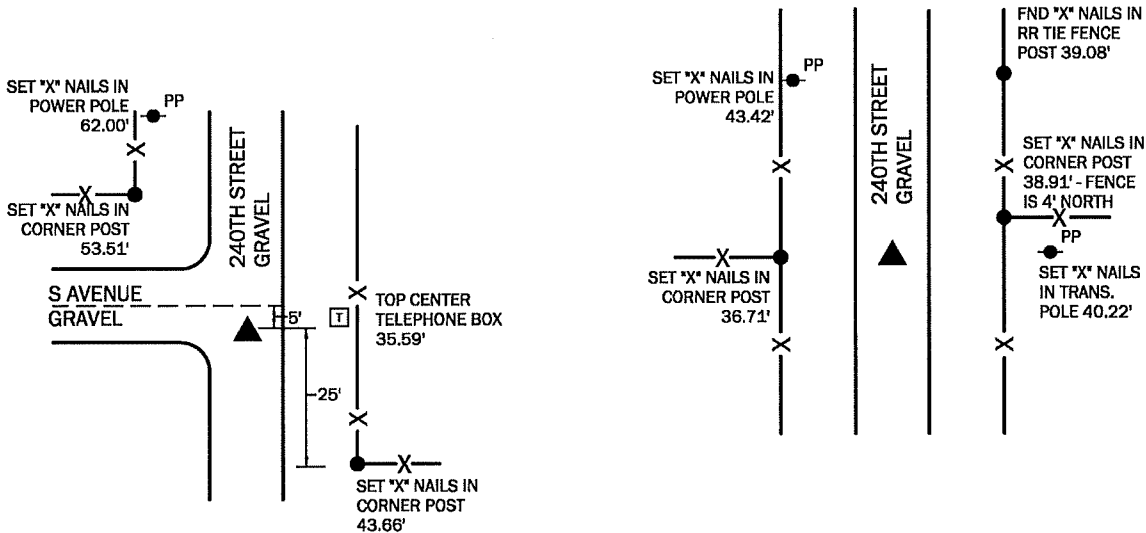 SET "X" NAILS IN
POWER POLE
62.00'
PP
X
X
SET "X" NAILS IN
CORNER POST
53.51'
240TH STREET
GRAVEL
S AVENUE
GRAVEL
5'
T
X
TOP CENTER
TELEPHONE BOX
35.59'
25'
X
X
SET "X" NAILS IN
CORNER POST
43.66'
SET "X" NAILS IN
POWER POLE
43.42'
PP
X
X
SET "X" NAILS IN
CORNER POST
36.71'
X
240TH STREET
GRAVEL
FND "X" NAILS IN
RR TIE FENCE
POST 39.08'
X
SET "X" NAILS IN
CORNER POST
38.91' - FENCE
IS 4' NORTH
X
PP
SET "X" NAILS
IN TRANS.
POLE 40.22'
X